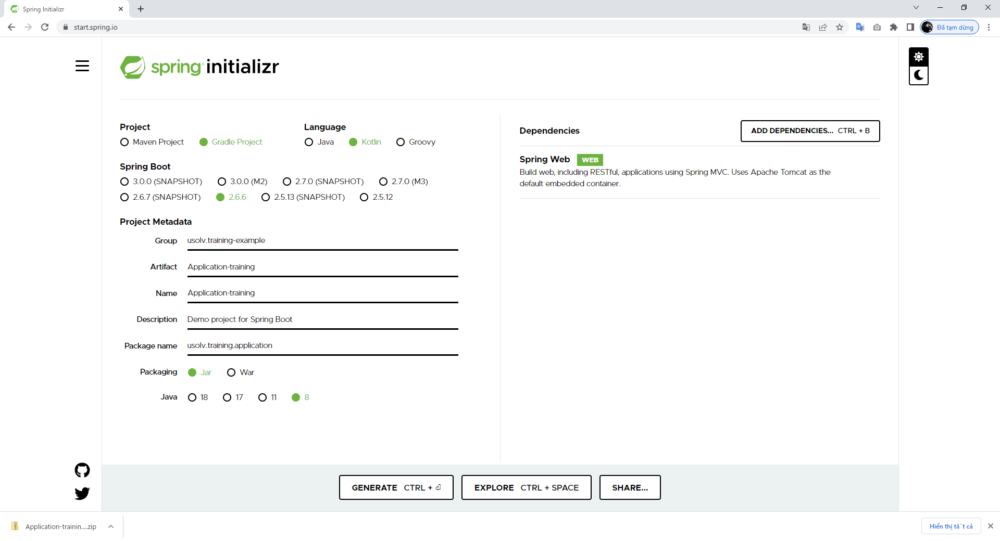 Spring Initializr
start.spring.io
Đã tạm dừng
spring initializr
Project
Maven Project Gradle Project
Language
Java Kotlin Groovy
Spring Boot
3.0.0 (SNAPSHOT) 3.0.0 (M2) 2.7.0 (SNAPSHOT) 2.7.0 (M3)
2.6.7 (SNAPSHOT) 2.6.6 2.5.13 (SNAPSHOT) 2.5.12
Project Metadata
Group usolv.training-example
Artifact Application-training
Name Application-training
Description Demo project for Spring Boot
Package name usolv.training.application
Packaging Jar War
Java 18 17 11 8
Dependencies
ADD DEPENDENCIES... CTRL + B
Spring Web WEB
Build web, including RESTful, applications using Spring MVC. Uses Apache Tomcat as the
default embedded container.
GENERATE CTRL + ⏎
EXPLORE CTRL + SPACE
SHARE...
Application-trainin....zip
Hiển thị tất cả